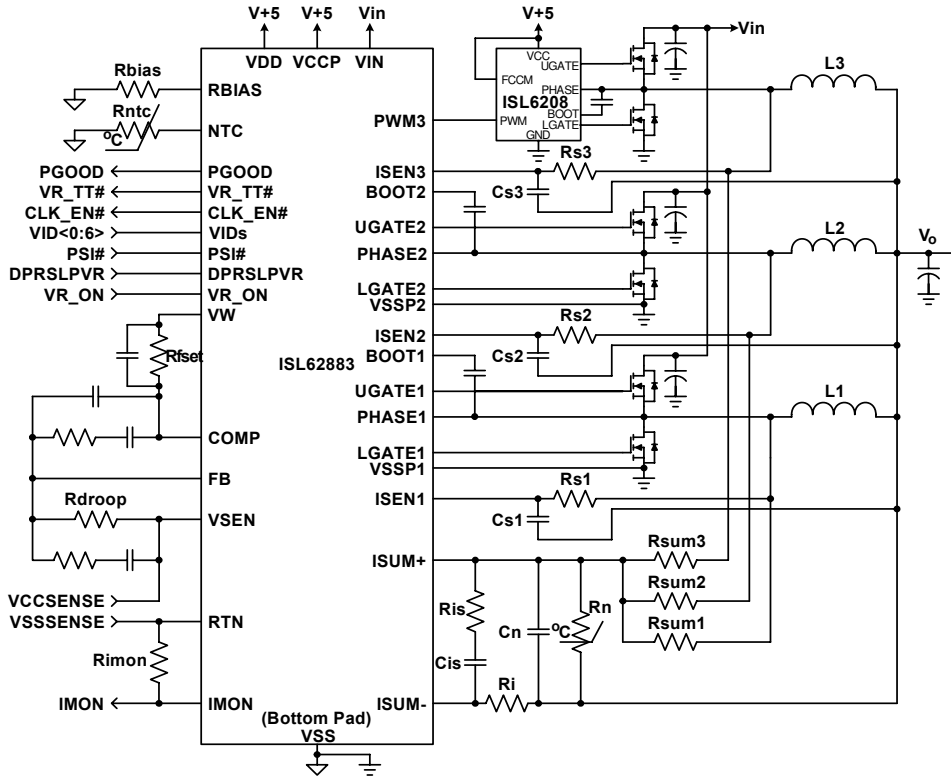 V+5 V+5 Vin V+5
Vin
VDD VCCP VIN
VCC
UGATE
FCCM
PHASE
ISL6208
BOOT
PWM
LGATE
GND
L3
Rbias
RBIAS
Rntc
°C
NTC
PWM3
PGOOD PGOOD
VR_TT# VR_TT#
CLK_EN# CLK_EN#
VID<0:6> VIDs
PSI# PSI#
DPRSLPVR DPRSLPVR
VR_ON VR_ON
VW
Rfset
ISL62883
COMP
FB
Rdroop
VSEN
VCCSENSE
VSSSENSE RTN
Rimon
IMON IMON
(Bottom Pad)
VSS
ISEN3
Rs3
Cs3
BOOT2
UGATE2
PHASE2
L2
Vo
LGATE2
VSSP2
ISEN2
Rs2
Cs2
BOOT1
UGATE1
PHASE1
L1
LGATE1
VSSP1
ISEN1
Rs1
Cs1
ISUM+
Rsum3
Rsum2
Rsum1
Ris
Cn
°C
Rn
Cis
Ri
ISUM-